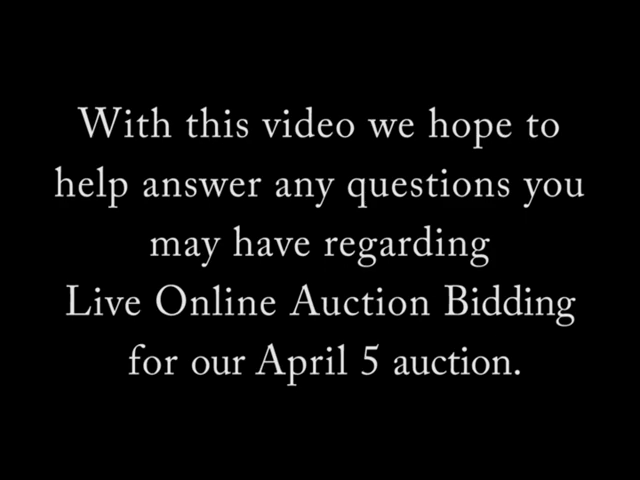 With this video we hope to
help answer any questions you
may have regarding
Live Online Auction Bidding
for our April 5 auction.